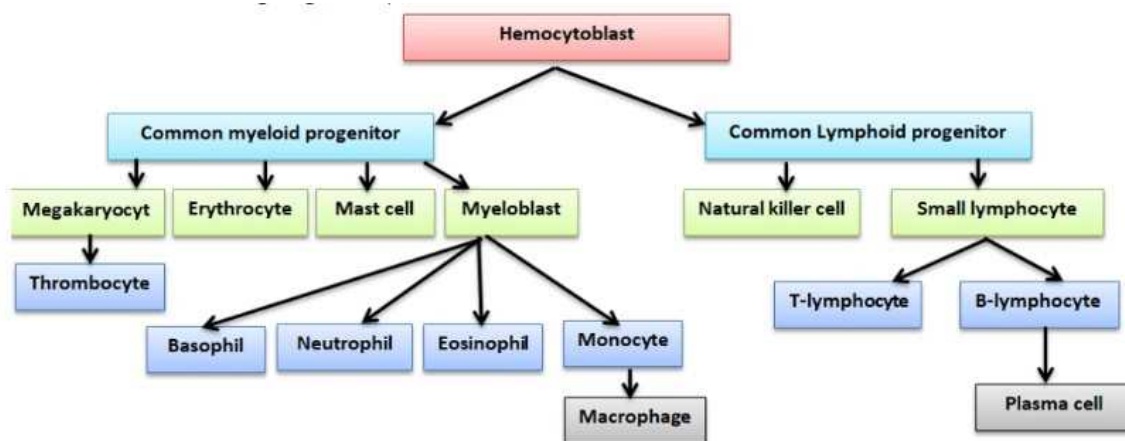 Hemocytoblast
Common myeloid progenitor
Common Lymphoid progenitor
Megakaryocyt
Erythrocyte
Mast cell
Myeloblast
Natural killer cell
Small lymphocyte
Thrombocyte
T-lymphocyte
B-lymphocyte
Basophil
Neutrophil
Eosinophil
Monocyte
Macrophage
Plasma cell